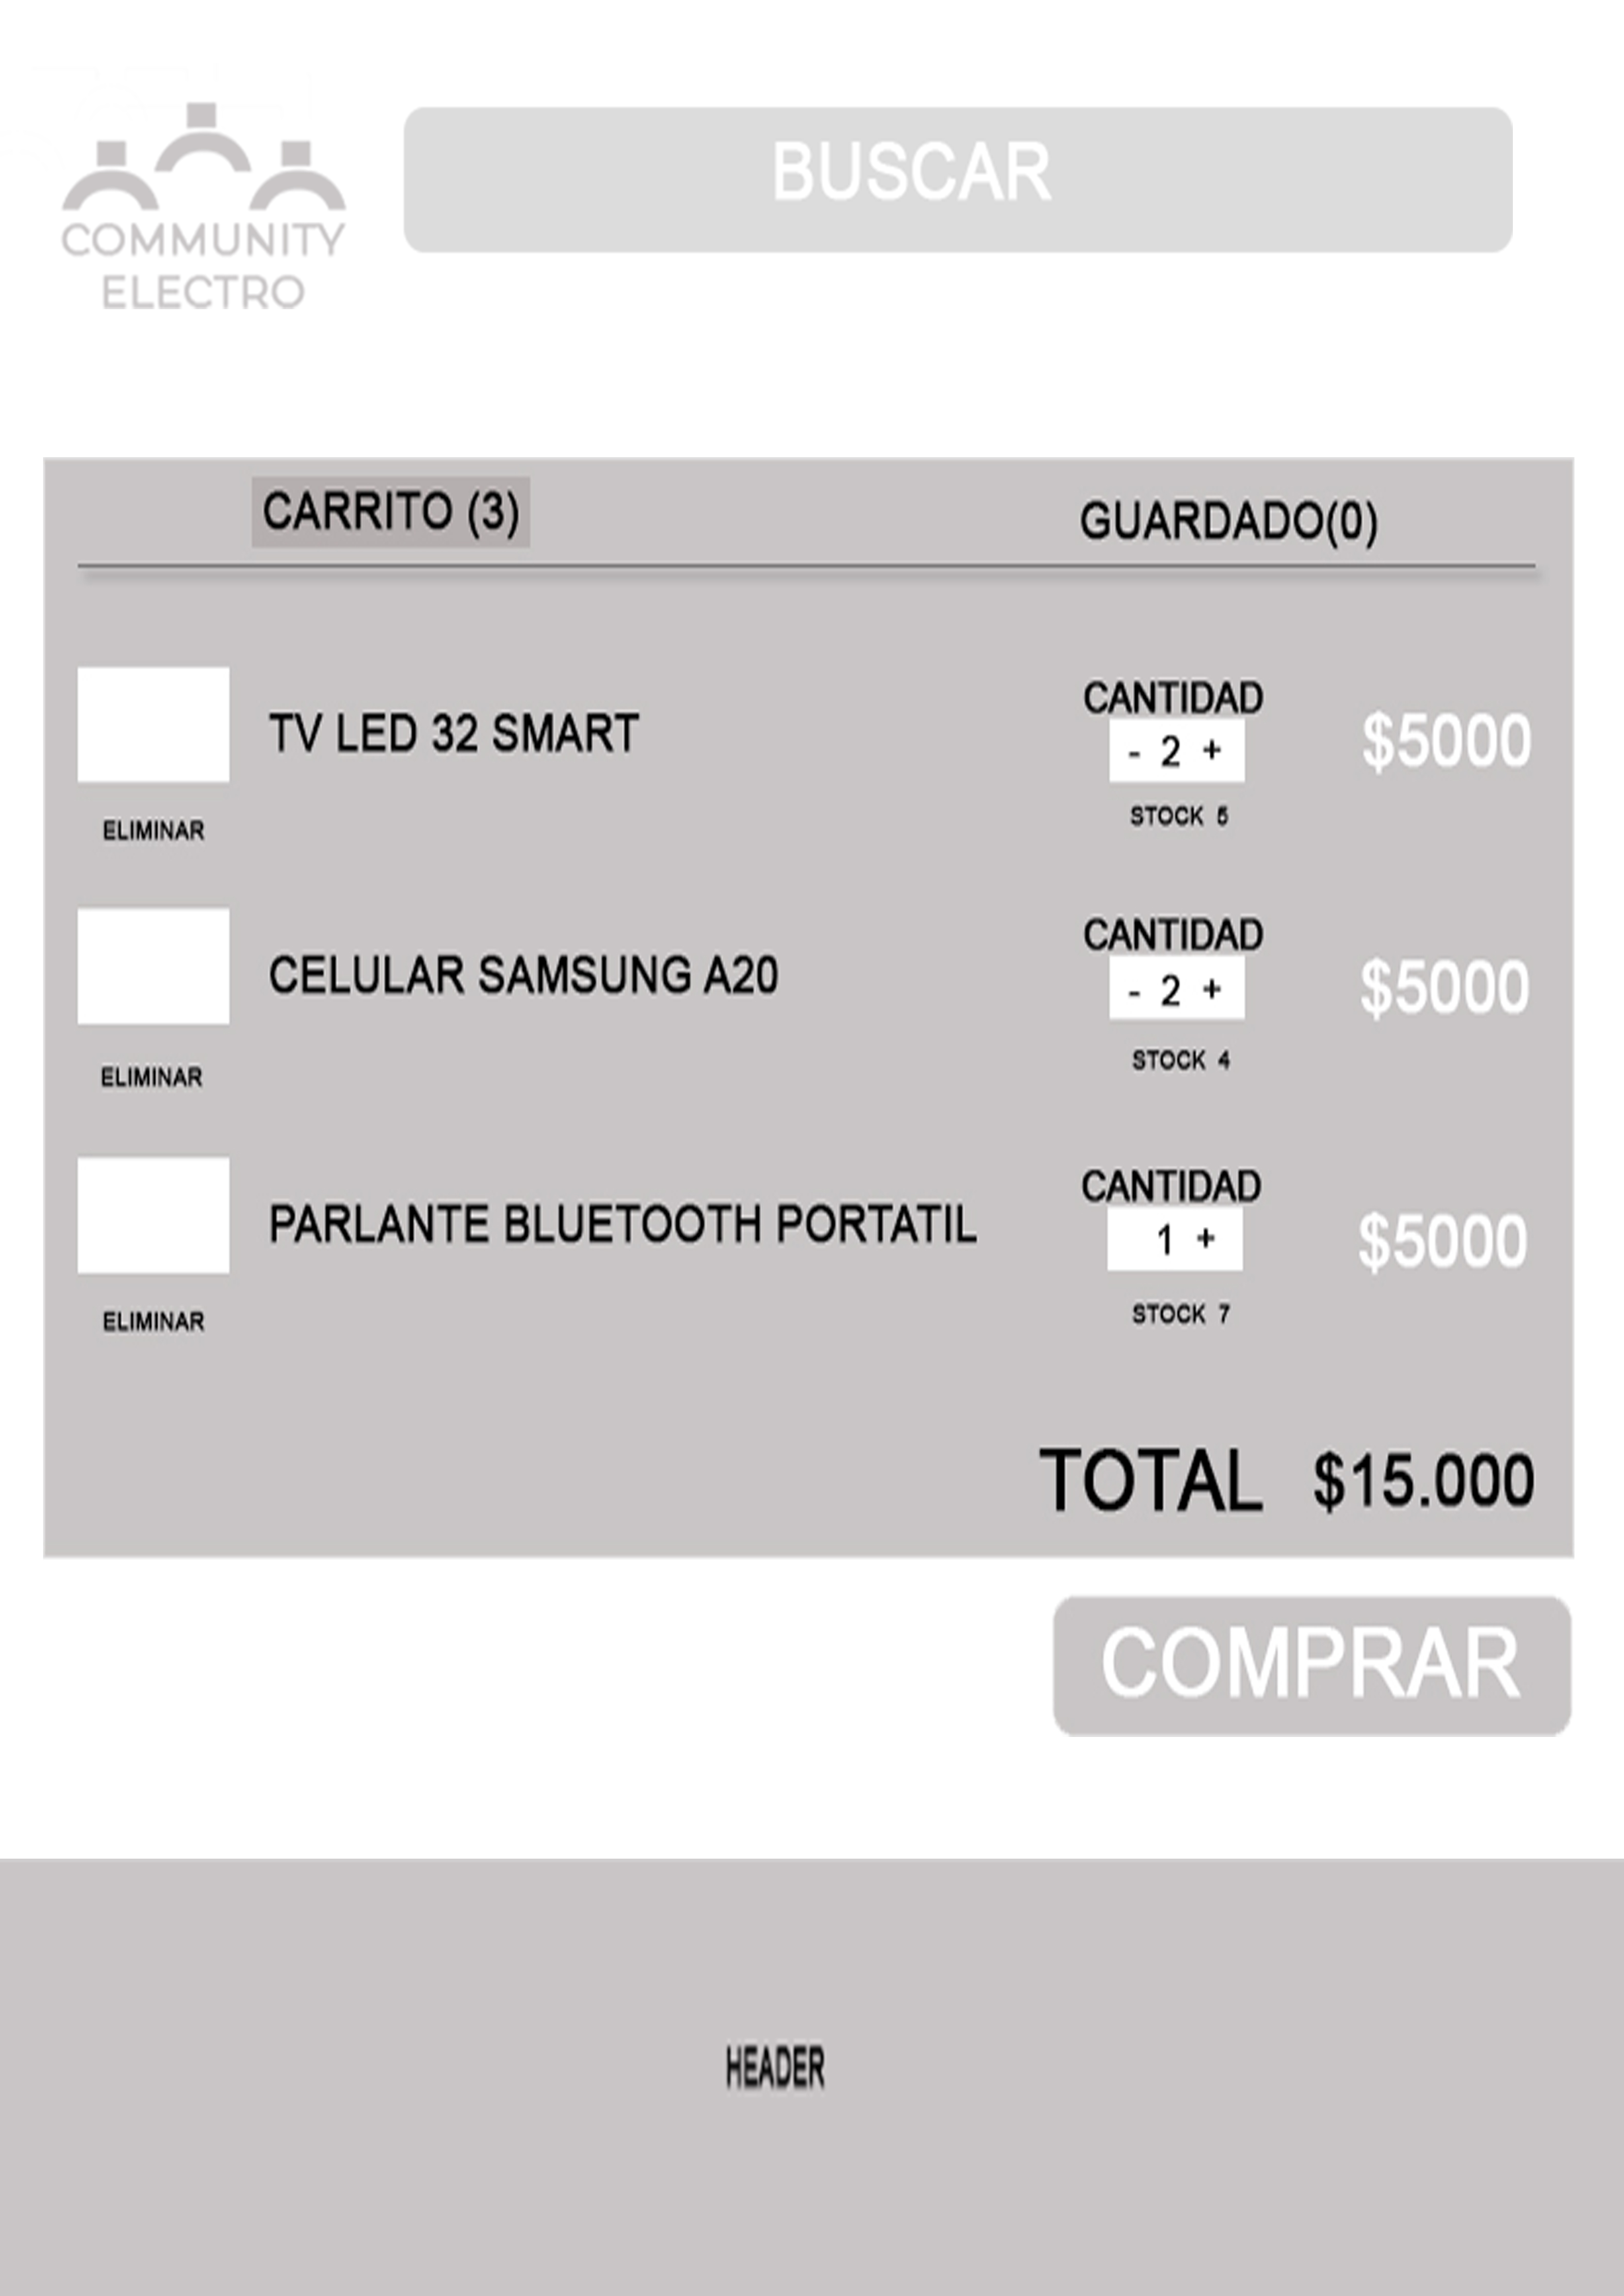 COMMUNITY
ELECTRO
BUSCAR
CARRITO (3)
GUARDADO(0)
TV LED 32 SMART
CANTIDAD
- 2 +
STOCK 5
$5000
ELIMINAR
CELULAR SAMSUNG A20
CANTIDAD
- 2 +
STOCK 4
$5000
ELIMINAR
PARLANTE BLUETOOTH PORTATIL
CANTIDAD
1 +
STOCK 7
$5000
ELIMINAR
TOTAL $15.000
COMPRAR
HEADER